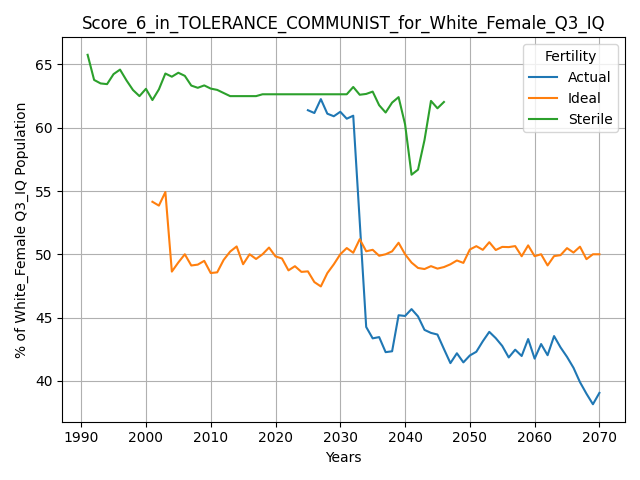 Score_6_in_TOLERANCE_COMMUNIST_for_White_Female_Q3_IQ
Fertility
Actual
Ideal
Sterile
% of White_Female Q3_IQ Population
65
60
55
50
45
40
1990
2000
2010
2020
2030
2040
2050
2060
2070
Years